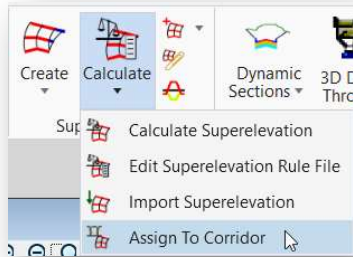 Create
Calculate
Dynamic
Sections
3D D
Thro
Sup
Calculate Superelevation
Edit Superelevation Rule File
Import Superelevation
Assign To Corridor